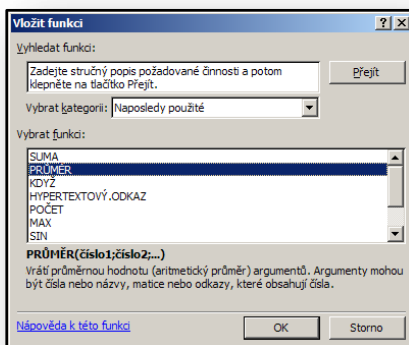 Vložit funkci
Vyhledat funkci:
Zadejte stručný popis požadované činnosti a potom
klepněte na tlačítko Přejít.
Přejít
Vybrat kategorii: Naposledy použité
Vybrat funkci:
SUMA
PRŮMĚR
KDYŽ
HYPERTEXTOVÝ.ODKAZ
POČET
MAX
SIN
PRŮMĚR(číslo1;číslo2;...)
Vrátí průměrnou hodnotu (aritmetický průměr) argumentů. Argumenty mohou
být čísla nebo názvy, matice nebo odkazy, které obsahují čísla.
Nápověda k této funkci
OK
Storno